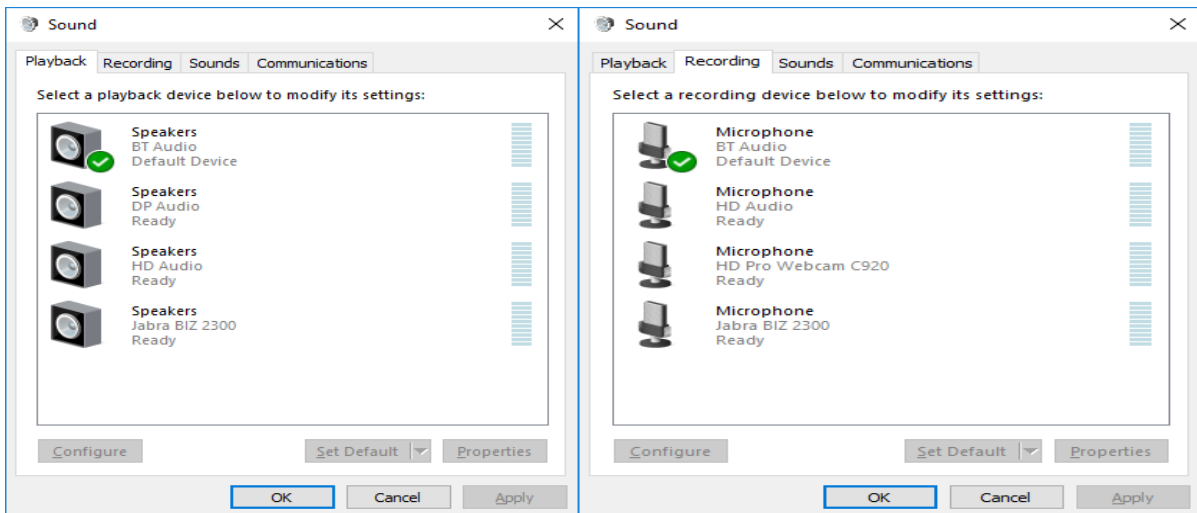 Sound
Playback Recording Sounds Communications
Select a playback device below to modify its settings:
Speakers
BT Audio
Default Device
Speakers
DP Audio
Ready
Speakers
HD Audio
Ready
Speakers
Jabra BIZ 2300
Ready
Configure Set Default Properties
OK Cancel Apply
Sound
Playback Recording Sounds Communications
Select a recording device below to modify its settings:
Microphone
BT Audio
Default Device
Microphone
HD Audio
Ready
Microphone
HD Pro Webcam C920
Ready
Microphone
Jabra BIZ 2300
Ready
Configure Set Default Properties
OK Cancel Apply